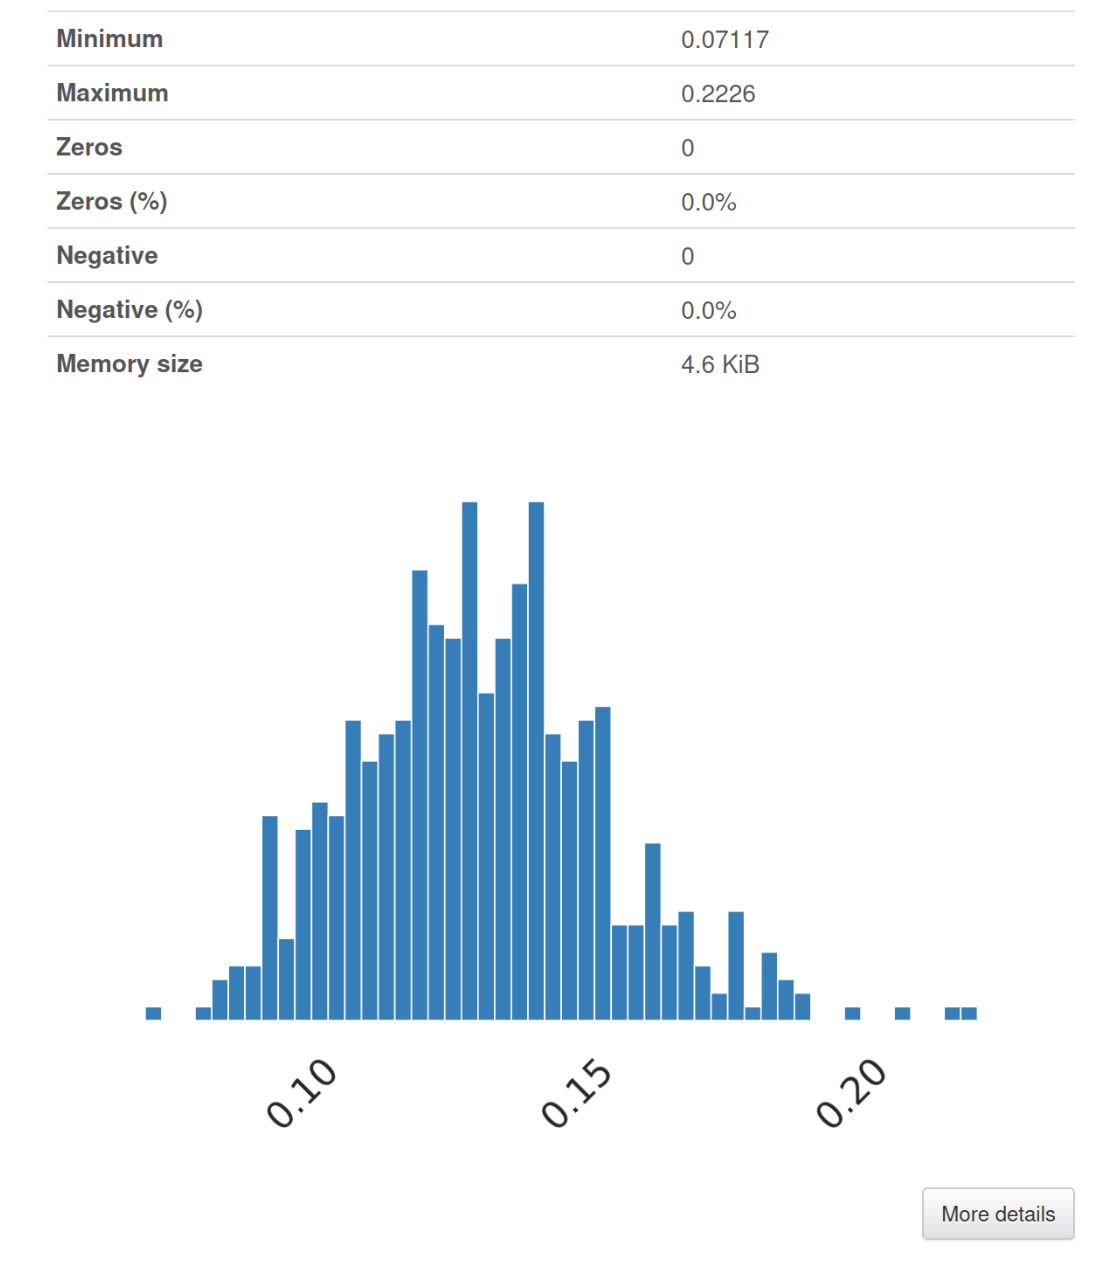 Minimum 0.07117
Maximum 0.2226
Zeros 0
Zeros (%) 0.0%
Negative 0
Negative (%) 0.0%
Memory size 4.6 KiB
0.10 0.15 0.20
More details